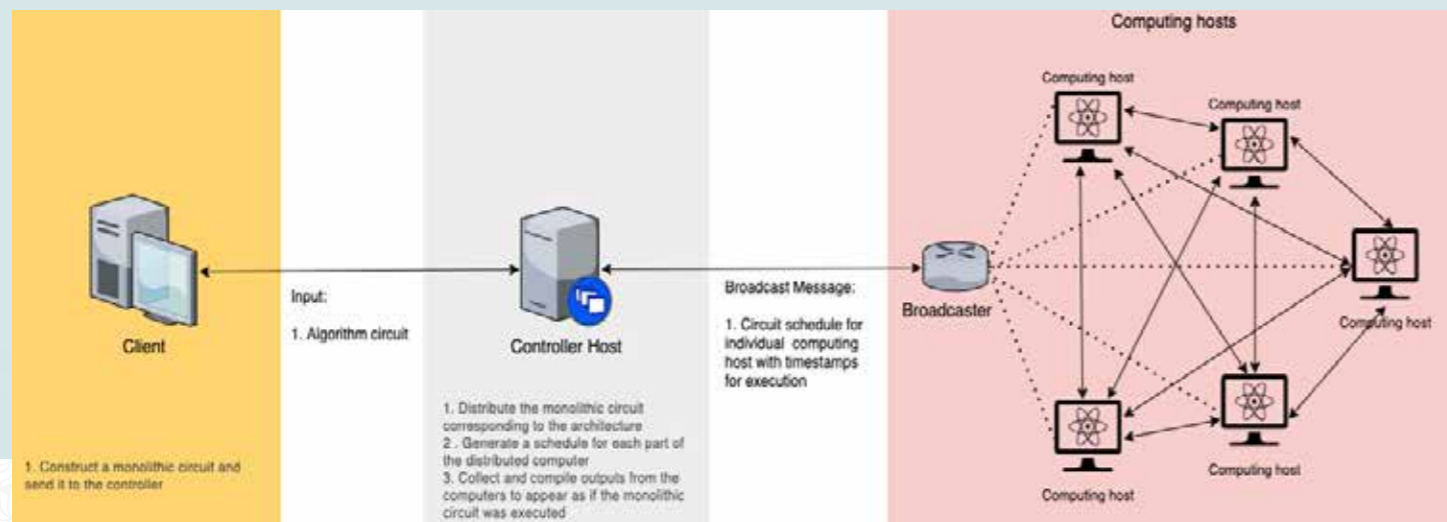 Client
1. Construct a monolithic circuit and
send it to the controller
Input:
1. Algorithm circuit
Controller Host
1. Distribute the monolithic circuit
corresponding to the architecture
2 . Generate a schedule for each part of
the distributed computer
3. Collect and compile outputs from the
computers to appear as if the monolithic
circuit was executed
Broadcast Message:
1. Circuit schedule for
individual computing
host with timestamps
for execution
Broadcaster
Computing hosts
Computing host
Computing host
Computing host
Computing host
Computing host